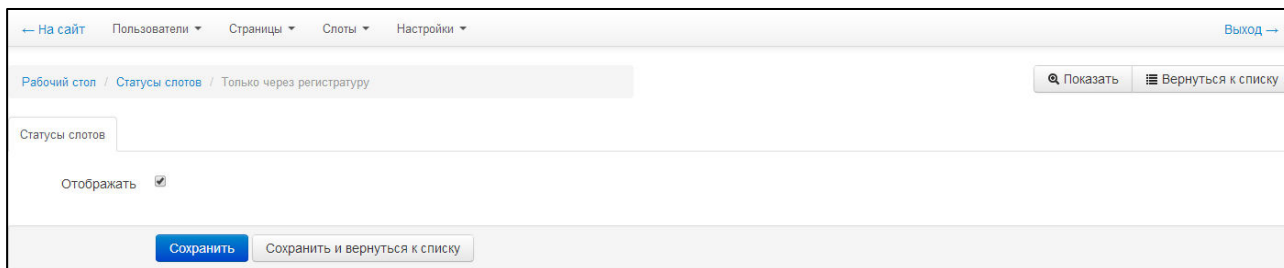 ← На сайт Пользователи Страницы Слоты Настройки Выход →
Рабочий стол / Статусы слотов / Только через регистратуру Показать Вернуться к списку
Статусы слотов
Отображать
Сохранить Сохранить и вернуться к списку